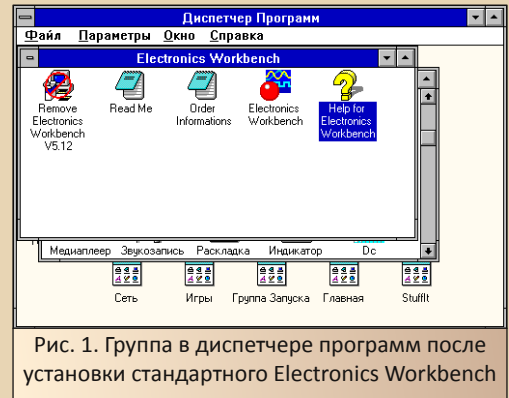 Диспетчер Программ
Файл Параметры Окно Справка
Electronics Workbench
Remove Electronics Workbench V5.12
Read Me
Order Informations
Electronics Workbench
Help for Electronics Workbench
Медиаплеер Звукозапись Раскладка Индикатор Dc
Сеть Игры Группа Запуска Главная StuffIt
Рис. 1. Группа в диспетчере программ после
установки стандартного Electronics Workbench